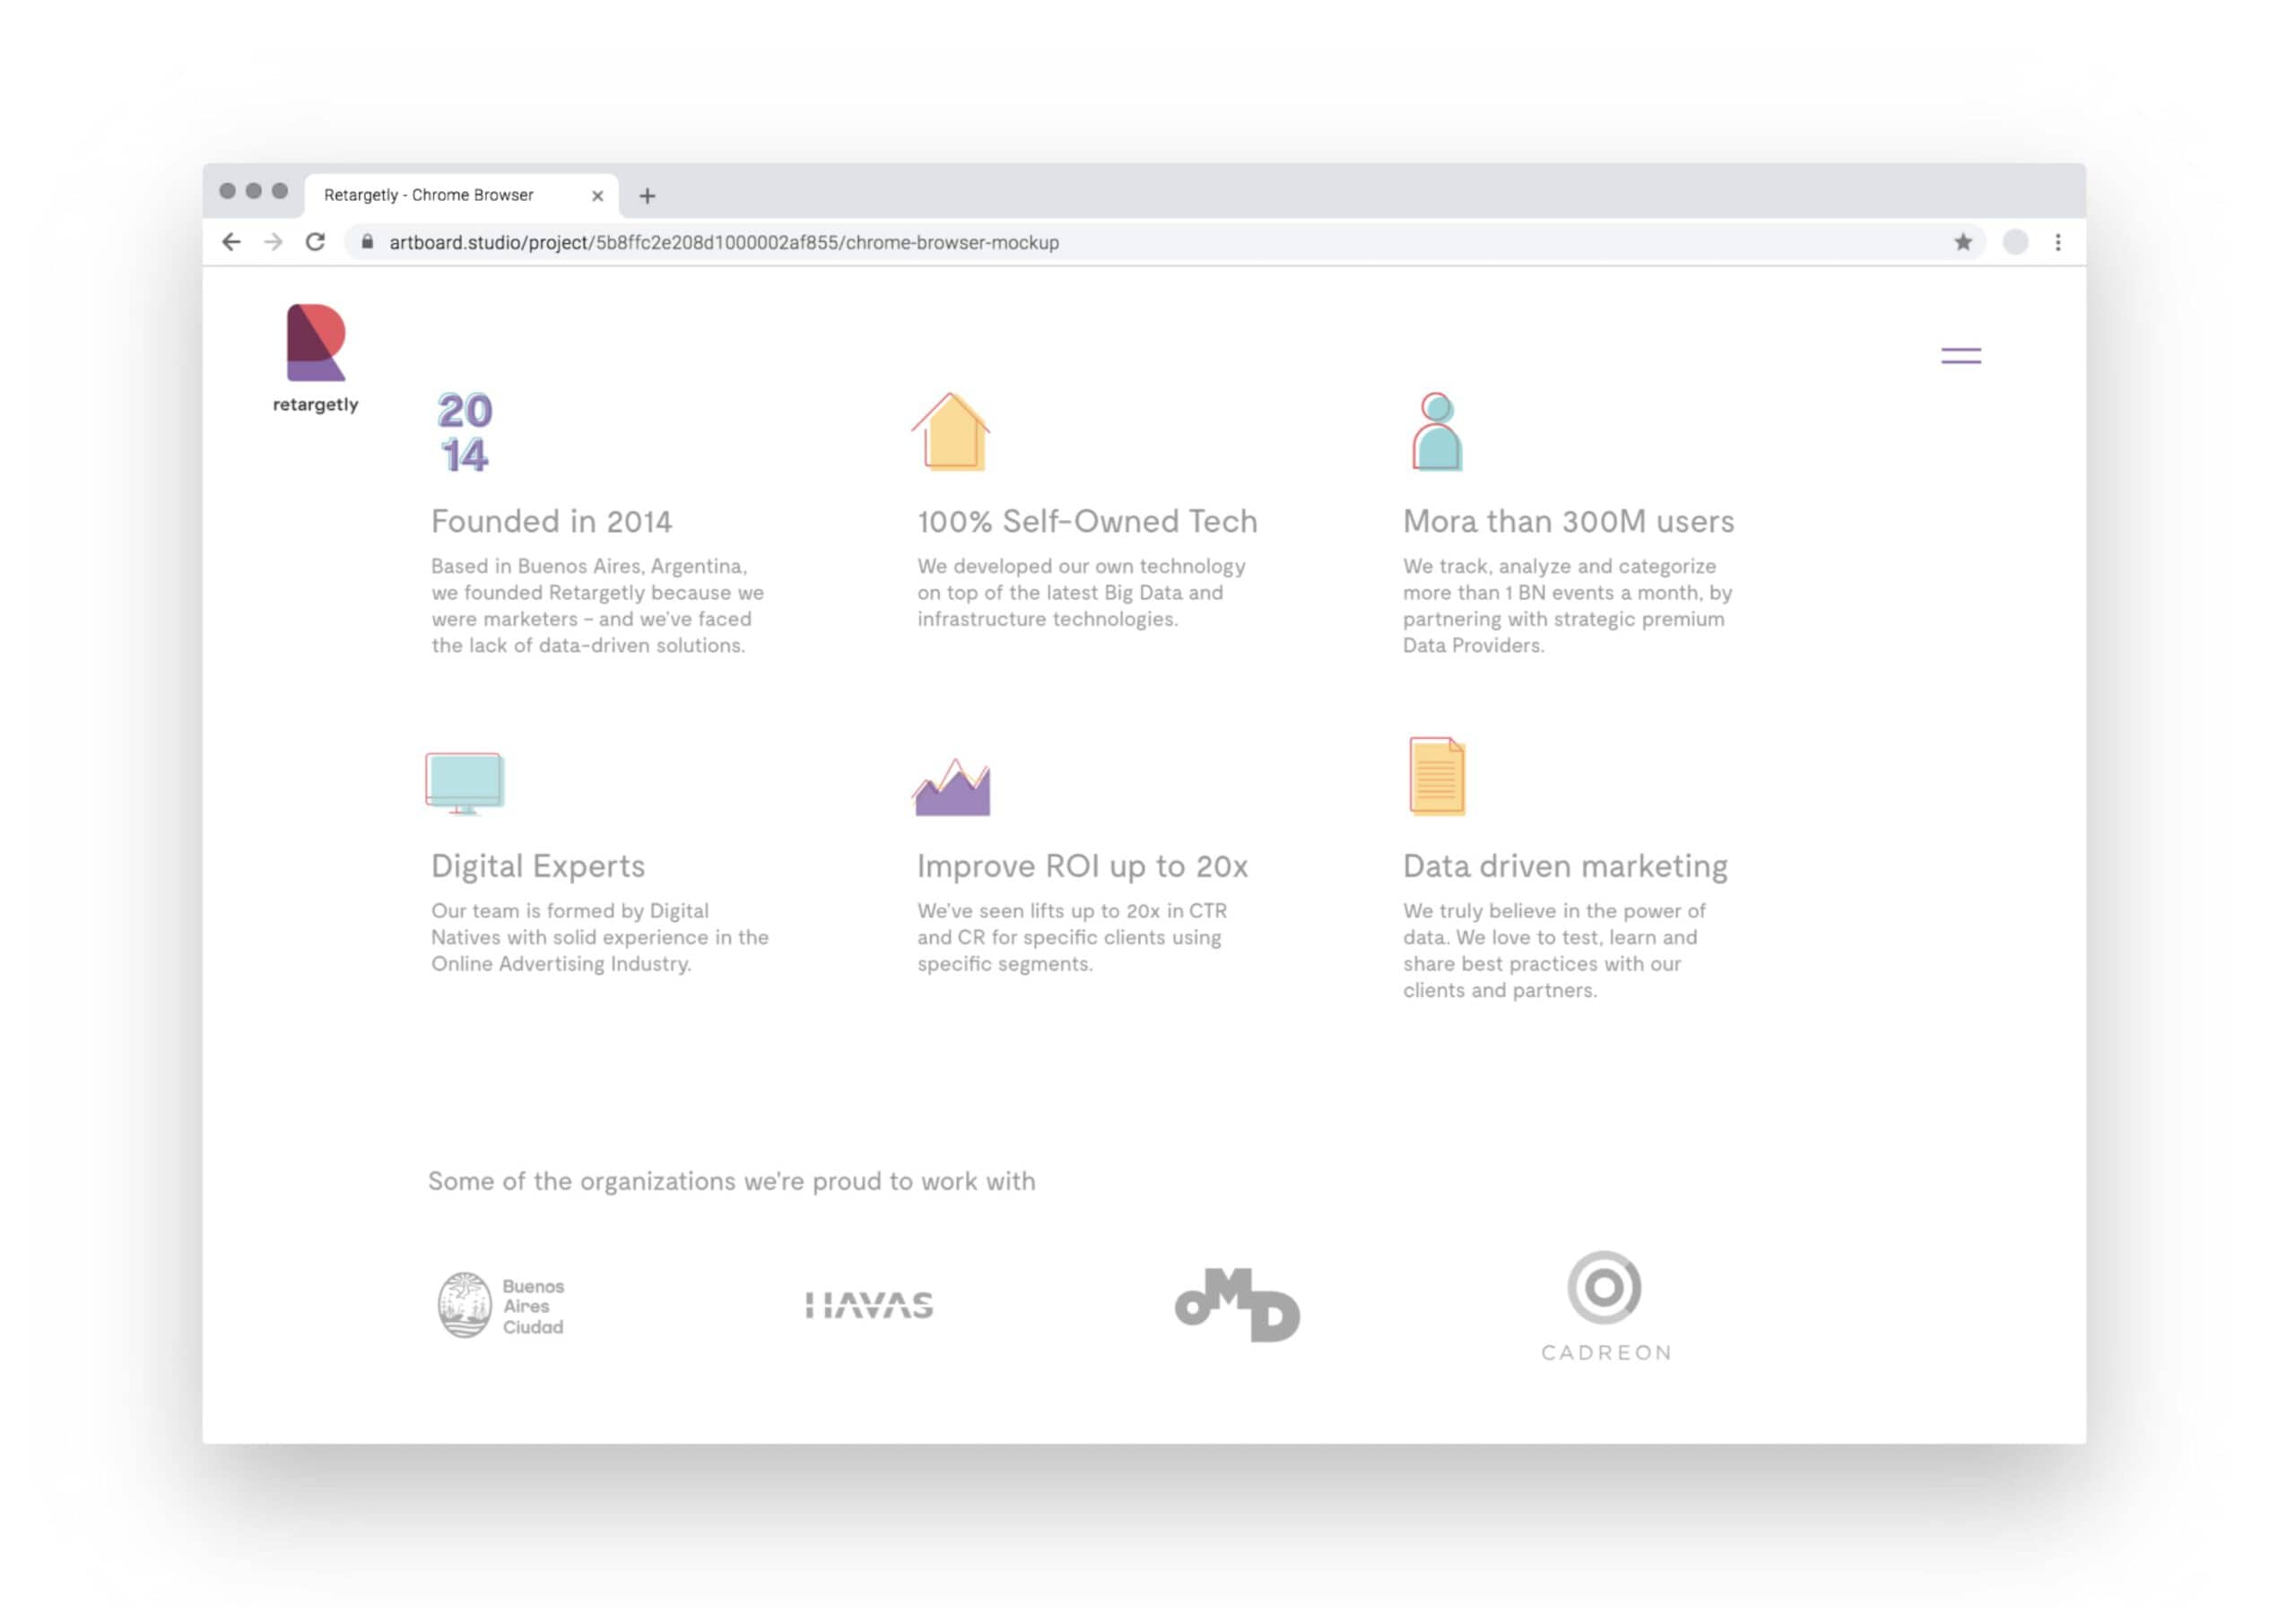 Retargetly - Chrome Browser
artboard.studio/project/5b8ffc2e208d1000002af855/chrome-browser-mockup
retargetly
20
14
Founded in 2014
Based in Buenos Aires, Argentina,
we founded Retargetly because we
were marketers – and we've faced
the lack of data-driven solutions.
100% Self-Owned Tech
We developed our own technology
on top of the latest Big Data and
infrastructure technologies.
Mora than 300M users
We track, analyze and categorize
more than 1 BN events a month, by
partnering with strategic premium
Data Providers.
Digital Experts
Our team is formed by Digital
Natives with solid experience in the
Online Advertising Industry.
Improve ROI up to 20x
We've seen lifts up to 20x in CTR
and CR for specific clients using
specific segments.
Data driven marketing
We truly believe in the power of
data. We love to test, learn and
share best practices with our
clients and partners.
Some of the organizations we're proud to work with
Buenos
Aires
Ciudad
HAVAS
OMD
CADREON